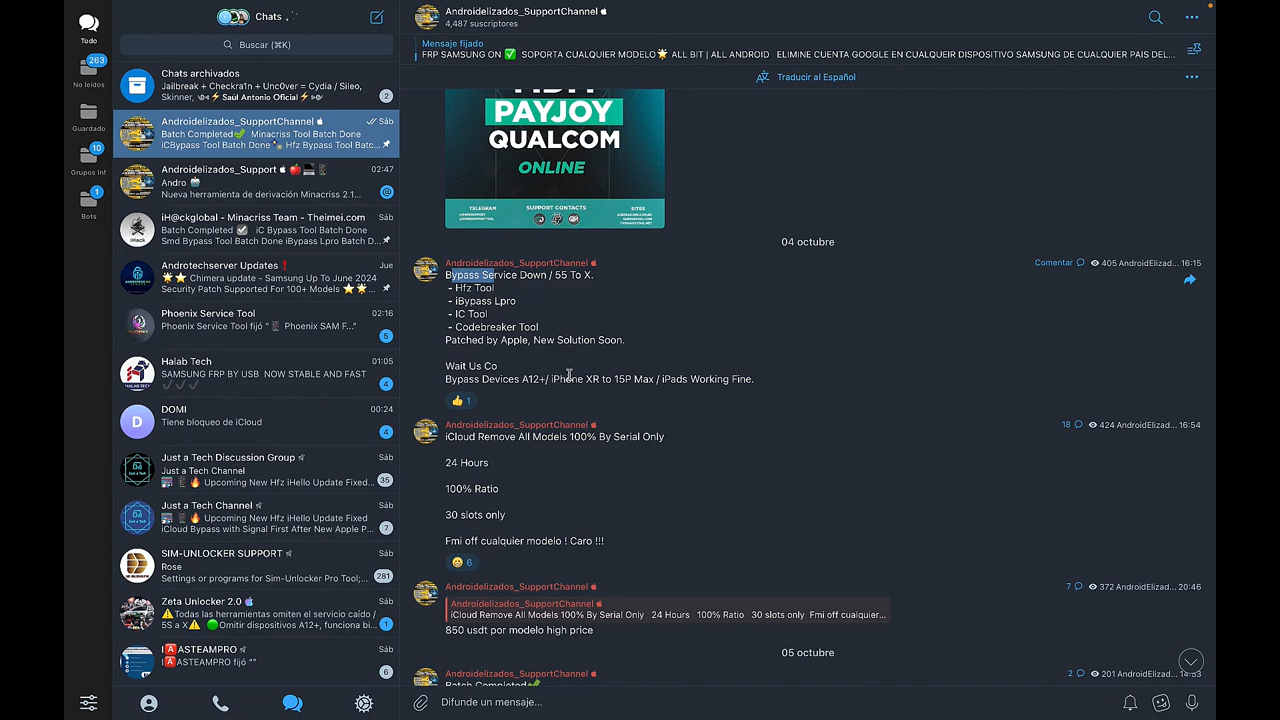 Todo
263
No leídos
Guardado
10
Grupos Inf
1
Bots
Chats
Buscar (⌘K)
Chats archivados
Jailbreak + Checkra1n + Unc0ver = Cydia / Sileo,
Skinner, ⚡Saul Antonio Oficial⚡
2
Androidelizados_SupportChannel
Sáb
Batch Completed✅ Minacriss Tool Batch Done
iCBypass Tool Batch Done Hfz Bypass Tool Batc...
Androidelizados_Support
02:47
Andro
Nueva herramienta de derivación Minacriss 2.1...
@
iH@ckglobal - Minacriss Team - Theimei.com
Sáb
Batch Completed ☑ iC Bypass Tool Batch Done
Smd Bypass Tool Batch Done iBypass Lpro Batch D...
Androtechserver Updates❗
Jue
Chimera update - Samsung Up To June 2024
Security Patch Supported For 100+ Models
Phoenix Service Tool
02:16
Phoenix Service Tool fijó “ Phoenix SAM F...”
5
Halab Tech
01:05
SAMSUNG FRP BY USB NOW STABLE AND FAST
✓✓✓
4
DOMI
00:24
Tiene bloqueo de iCloud
4
Just a Tech Discussion Group
Sáb
Just a Tech Channel
Upcoming New Hfz iHello Update Fixed...
35
Just a Tech Channel
Sáb
Upcoming New Hfz iHello Update Fixed
iCloud Bypass with Signal First After New Apple P...
7
SIM-UNLOCKER SUPPORT
Sáb
Rose
Settings or programs for Sim-Unlocker Pro Tool;...
281
Zeta Unlocker 2.0
Sáb
⚠Todas las herramientas omiten el servicio caído /
5S a X⚠ Omitir dispositivos A12+, funciona bi...
1
I🅰ASTEAMPRO
Sáb
I🅰ASTEAMPRO fijó “”
6
Androidelizados_SupportChannel
4,487 suscriptores
Mensaje fijado
FRP SAMSUNG ON ✅ SOPORTA CUALQUIER MODELO🌟 ALL BIT | ALL ANDROID ELIMINE CUENTA GOOGLE EN CUALQUIER DISPOSITIVO SAMSUNG DE CUALQUIER PAIS DEL...
Traducir al Español
PAYJOY
QUALCOM
ONLINE
TELEGRAM
SUPPORT CONTACTS
SITES
04 octubre
Androidelizados_SupportChannel
Comentar
405 AndroidEliza... 16:15
Bypass Service Down / 5S To X.
- Hfz Tool
- iBypass Lpro
- IC Tool
- Codebreaker Tool
Patched by Apple, New Solution Soon.
Wait Us Co
Bypass Devices A12+/ iPhone XR to 15P Max / iPads Working Fine.
👍 1
Androidelizados_SupportChannel
18
424 AndroidElizad... 16:54
iCloud Remove All Models 100% By Serial Only
24 Hours
100% Ratio
30 slots only
Fmi off cualquier modelo ! Caro !!!
😁 6
Androidelizados_SupportChannel
7
372 AndroidElizad... 20:46
Androidelizados_SupportChannel
iCloud Remove All Models 100% By Serial Only 24 Hours 100% Ratio 30 slots only Fmi off cualquier...
850 usdt por modelo high price
05 octubre
Androidelizados_SupportChannel
2
201 AndroidElizad... 14:53
Batch Completed✅
Difunde un mensaje...